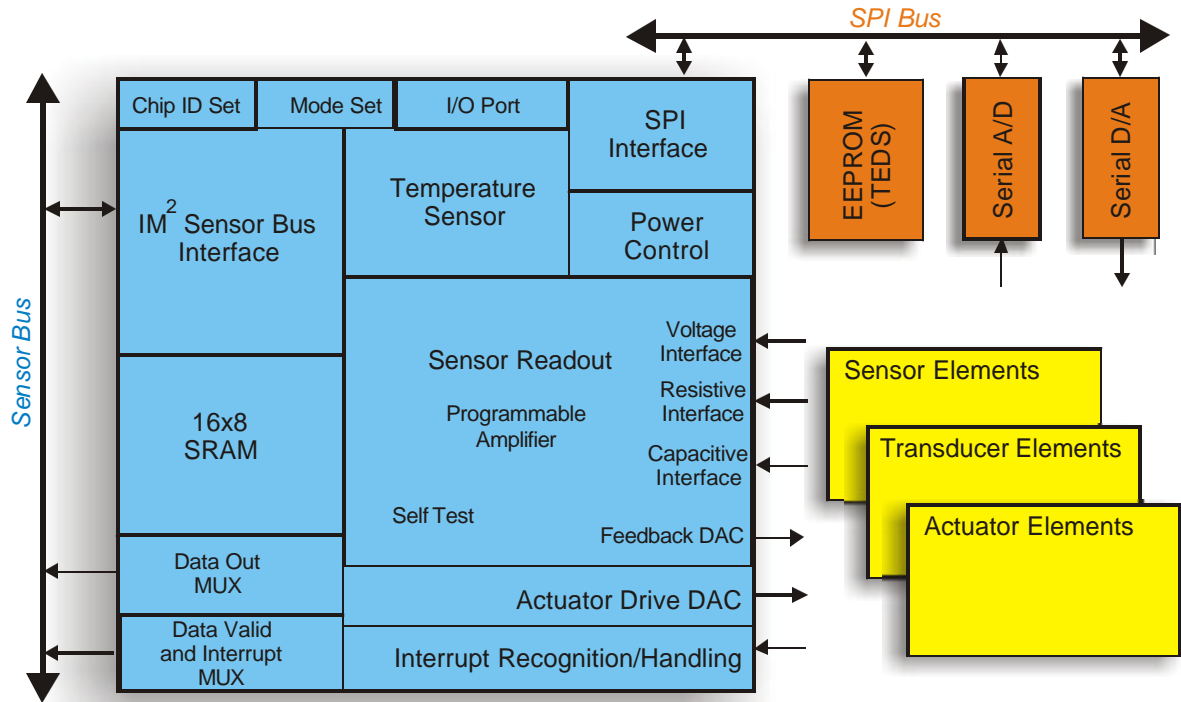 SPI Bus
Sensor Bus
Chip ID Set
Mode Set
I/O Port
SPI
Interface
EEPROM
(TEDS)
Serial A/D
Serial D/A
IM² Sensor Bus
Interface
Temperature
Sensor
Power
Control
Sensor Readout
Programmable
Amplifier
Self Test
Voltage
Interface
Resistive
Interface
Capacitive
Interface
Feedback DAC
16x8
SRAM
Data Out
MUX
Actuator Drive DAC
Data Valid
and Interrupt
MUX
Interrupt Recognition/Handling
Sensor Elements
Transducer Elements
Actuator Elements